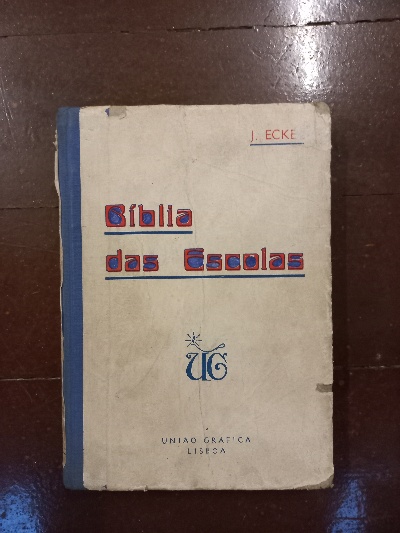 J. ECKE
Bíblia
das Escolas
UG
UNIÃO GRÁFICA
LISBOA